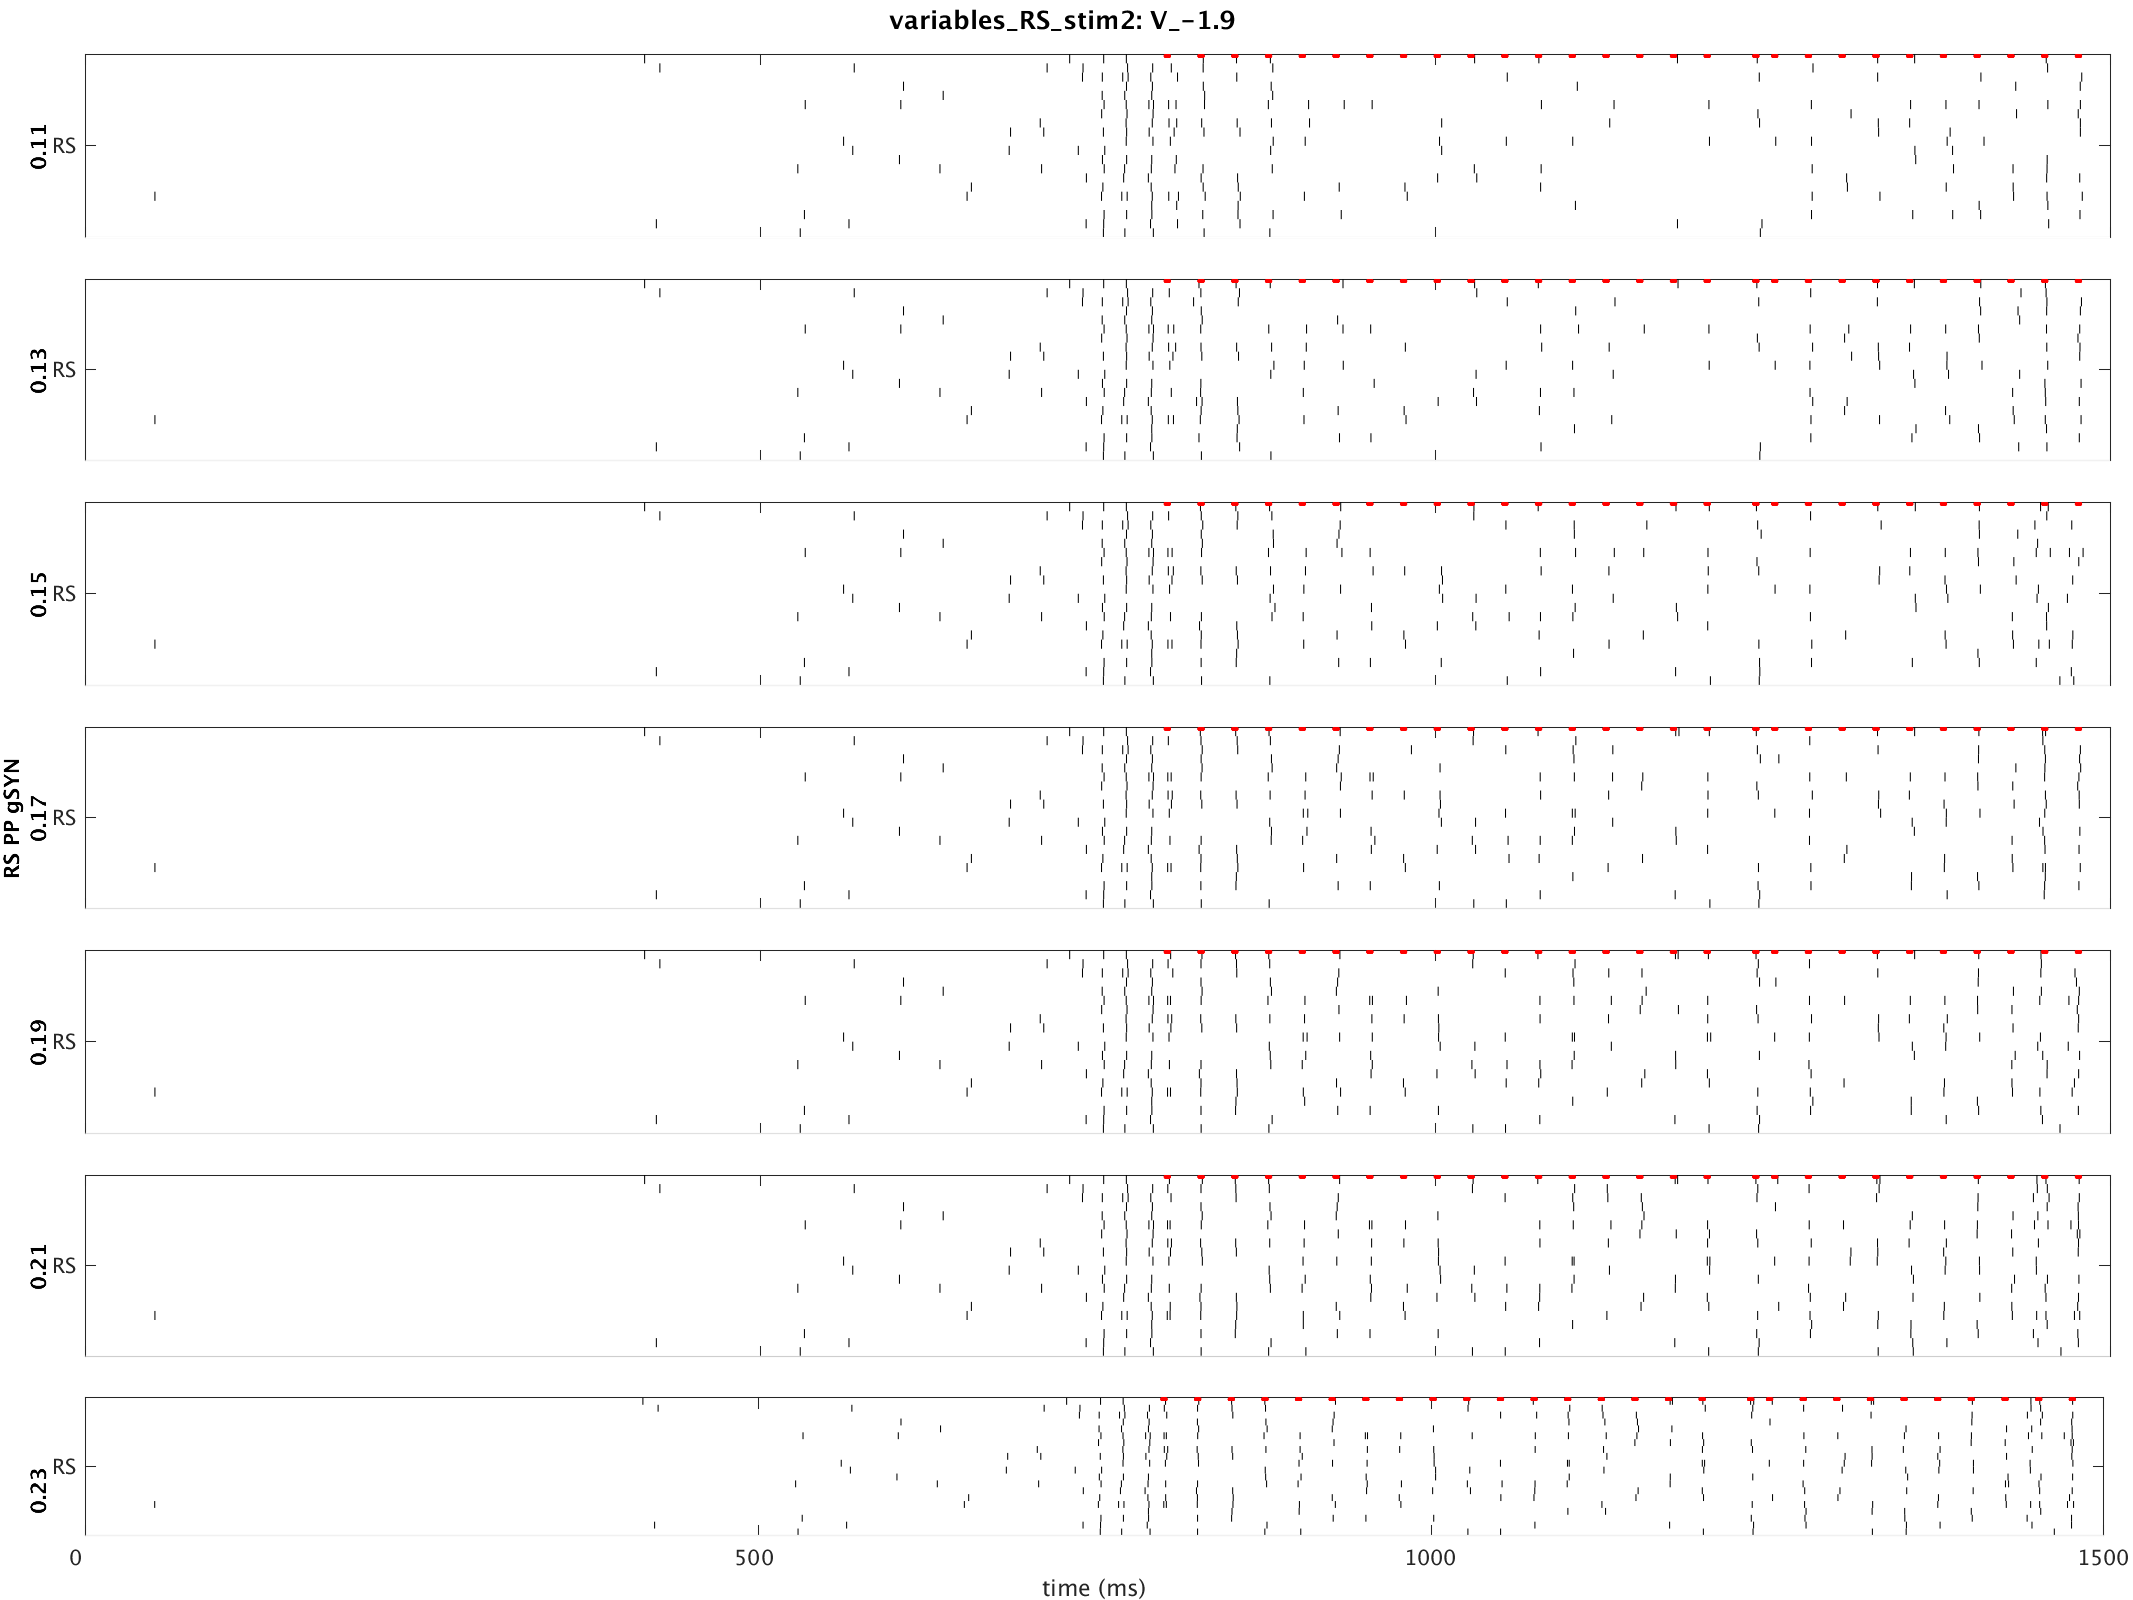 variables_RS_stim2: V_-1.9
RS PP gSYN
0.11
RS
0.13
RS
0.15
RS
0.17
RS
0.19
RS
0.21
RS
0.23
RS
0 500 1000 1500
time (ms)